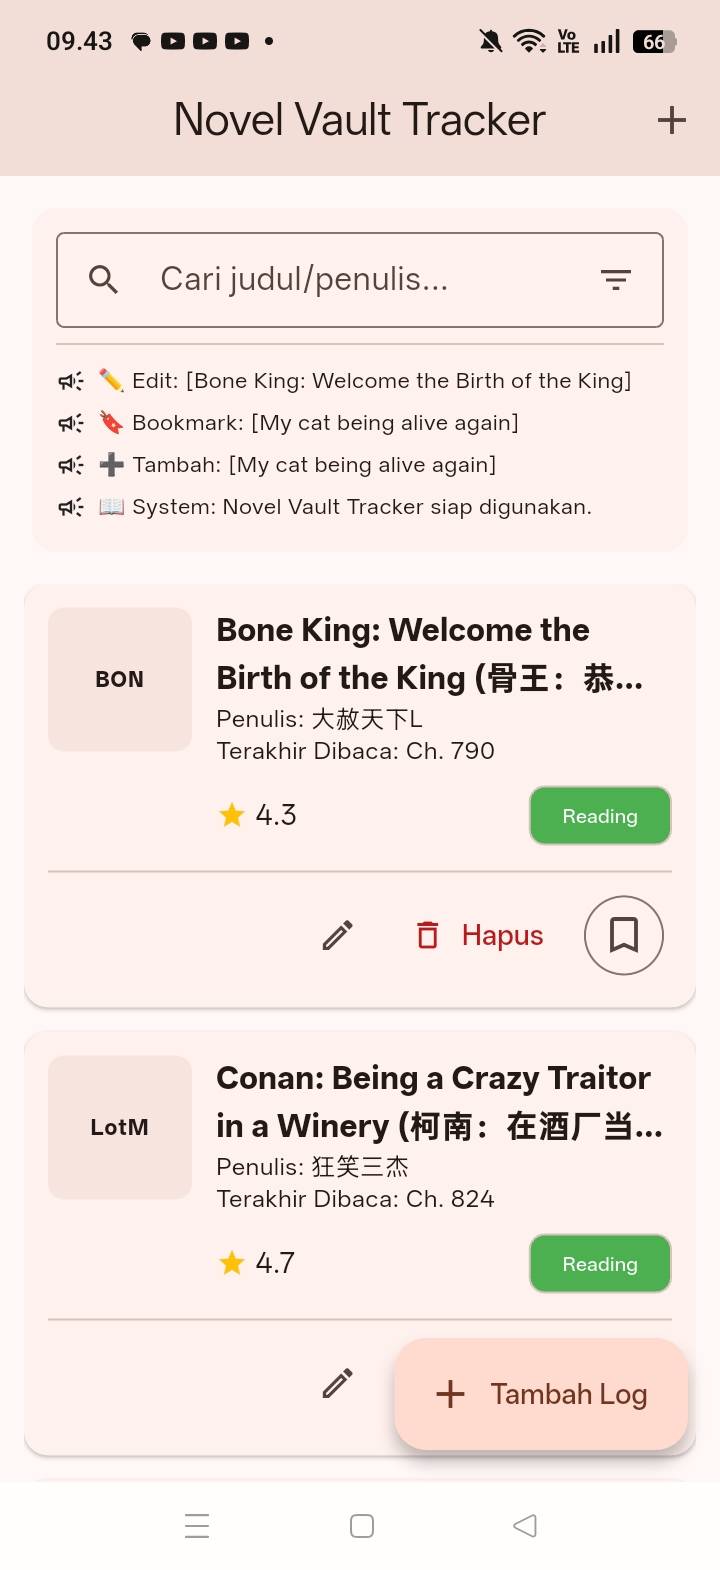 09.43
Vo LTE
66
Novel Vault Tracker
Cari judul/penulis...
Edit: [Bone King: Welcome the Birth of the King]
Bookmark: [My cat being alive again]
Tambah: [My cat being alive again]
System: Novel Vault Tracker siap digunakan.
BON
Bone King: Welcome the
Birth of the King (骨王：恭...
Penulis: 大赦天下L
Terakhir Dibaca: Ch. 790
4.3
Reading
Hapus
LotM
Conan: Being a Crazy Traitor
in a Winery (柯南：在酒厂当...
Penulis: 狂笑三杰
Terakhir Dibaca: Ch. 824
4.7
Reading
Tambah Log